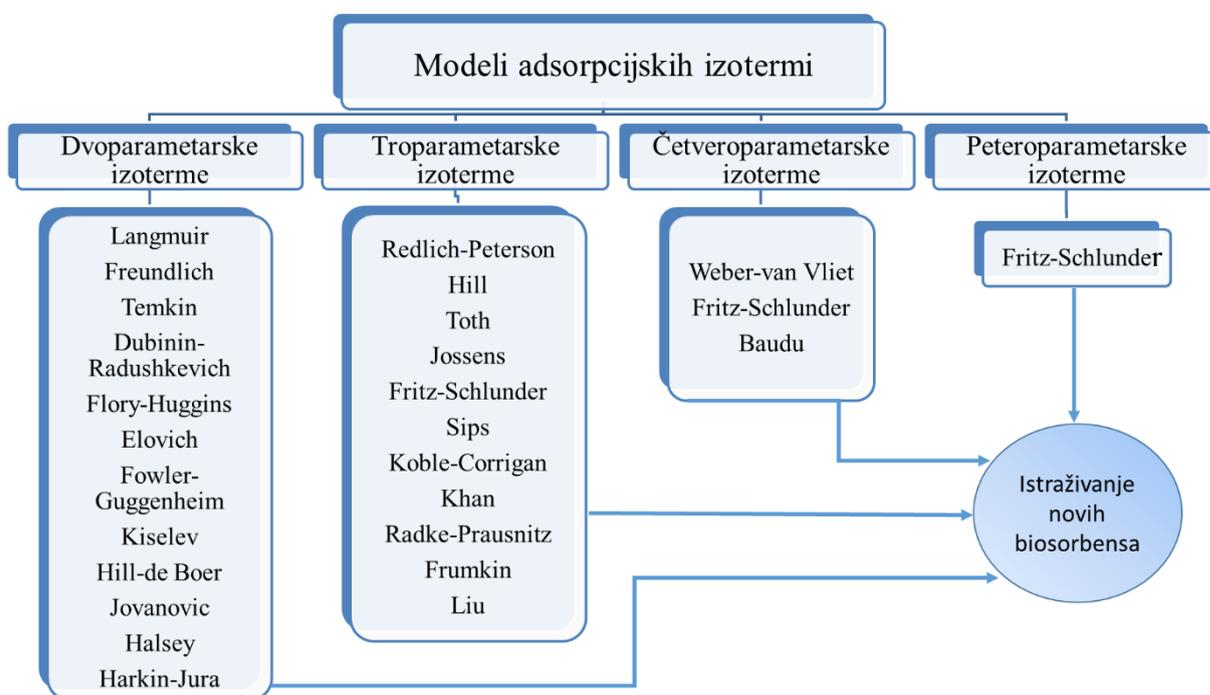 Modeli adsorpcijskih izotermi
Dvoparametarske
izoterme
Troparametarske
izoterme
Četveroparametarske
izoterme
Peteroparametarske
izoterme
Langmuir
Freundlich
Temkin
Dubinin-
Radushkevich
Flory-Huggins
Elovich
Fowler-
Guggenheim
Kiselev
Hill-de Boer
Jovanovic
Halsey
Harkin-Jura
Redlich-Peterson
Hill
Toth
Jossens
Fritz-Schlunder
Sips
Koble-Corrigan
Khan
Radke-Prausnitz
Frumkin
Liu
Weber-van Vliet
Fritz-Schlunder
Baudu
Fritz-Schlunder
Istraživanje
novih
biosorbensa